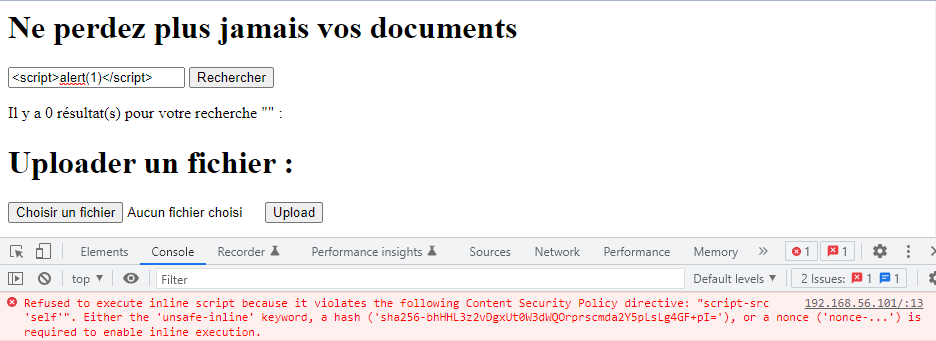 Ne perdez plus jamais vos documents
<script>alert(1)</script> Rechercher
Il y a 0 résultat(s) pour votre recherche "" :
Uploader un fichier :
Choisir un fichier Aucun fichier choisi Upload
Elements Console Recorder Performance insights Sources Network Performance Memory » 1 1
top ▼ Filter Default levels ▼ 2 Issues: 1 1
Refused to execute inline script because it violates the following Content Security Policy directive: "script-src 192.168.56.101/:13
'self'". Either the 'unsafe-inline' keyword, a hash ('sha256-bhHHL3z2vDgxUt0W3dWQOrprscmda2Y5pLsLg4GF+pI='), or a nonce ('nonce-...') is
required to enable inline execution.